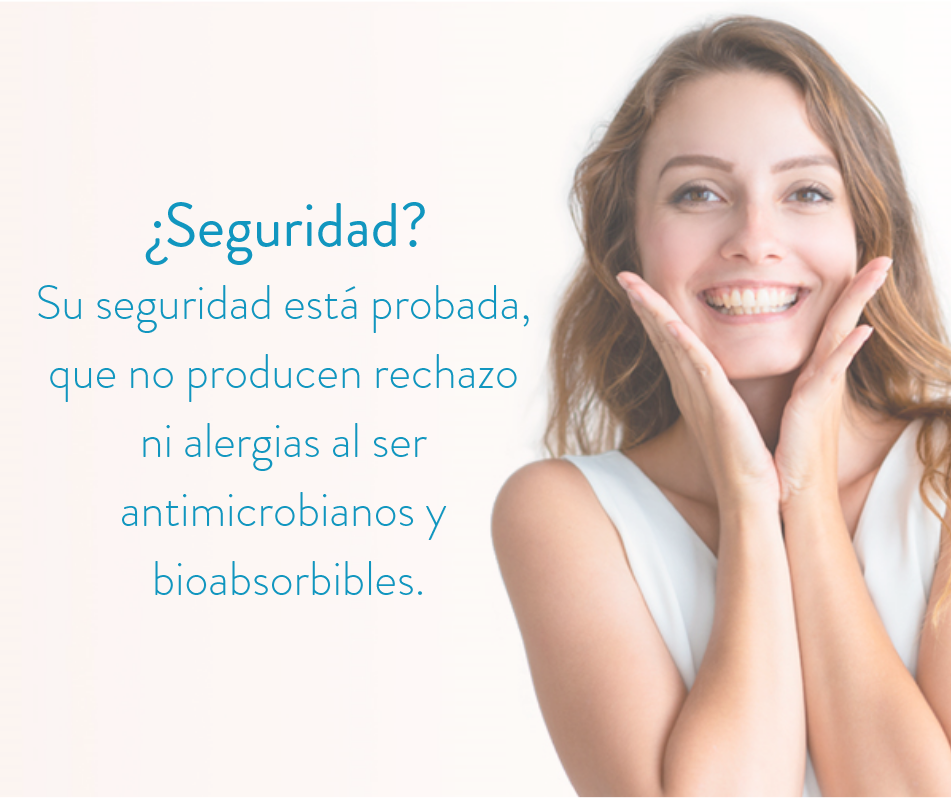 ¿Seguridad?
Su seguridad está probada,
que no producen rechazo
ni alergias al ser
antimicrobianos y
bioabsorbibles.